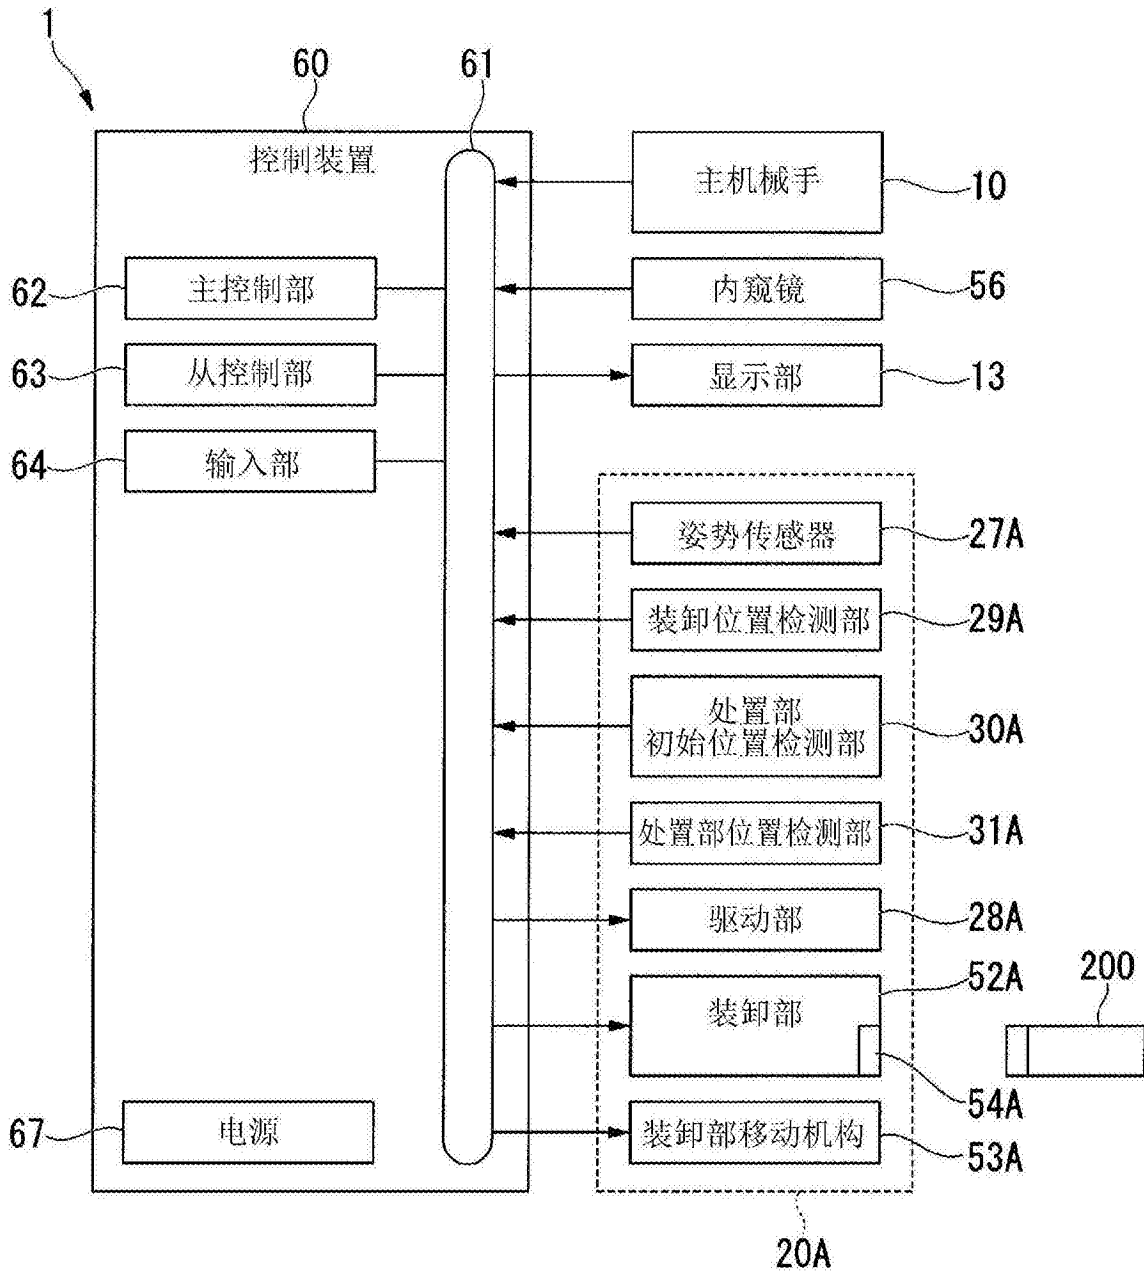 1
60
61
控制装置
主机械手
10
62
主控制部
内窥镜
56
63
从控制部
显示部
13
64
输入部
姿势传感器
27A
装卸位置检测部
29A
处置部
初始位置检测部
30A
处置部位置检测部
31A
驱动部
28A
装卸部
52A
200
54A
67
电源
装卸部移动机构
53A
20A